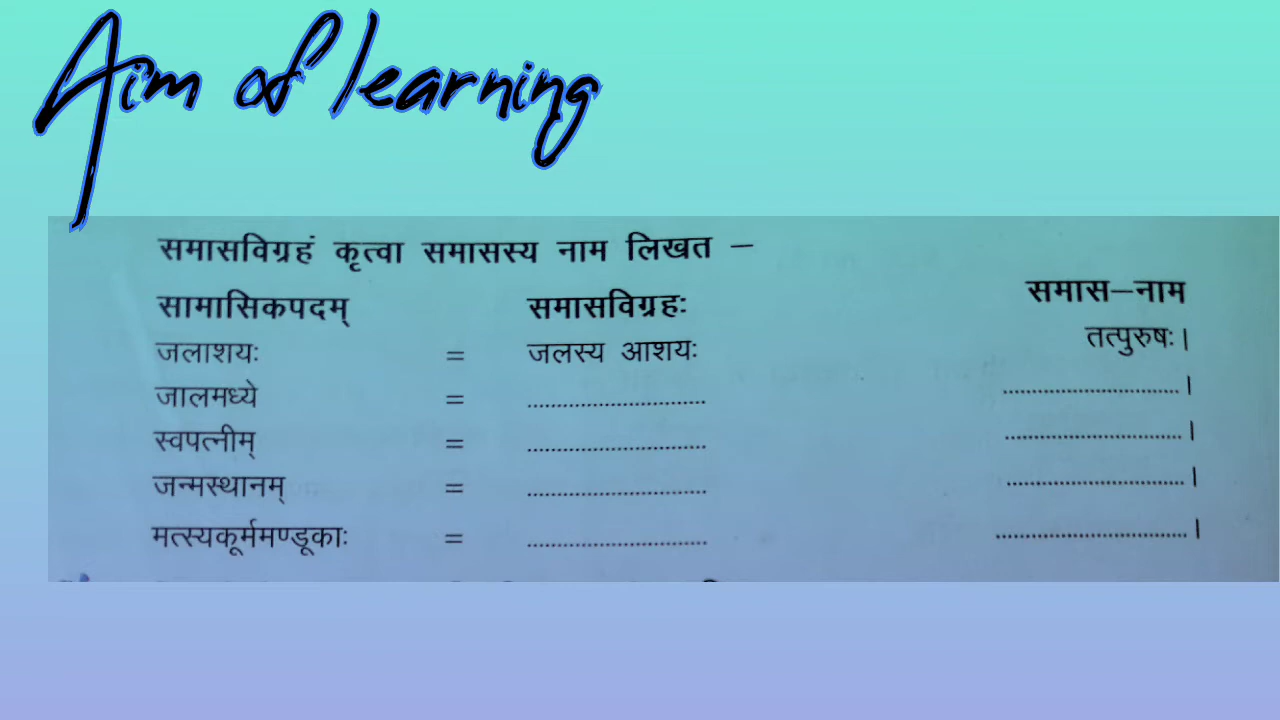 Aim of learning
समासविग्रहं कृत्वा समासस्य नाम लिखत –
सामासिकपदम् समासविग्रहः समास–नाम
जलाशयः = जलस्य आशयः तत्पुरुषः।
जालमध्ये = .................................... ....................................।
स्वपत्नीम् = .................................... ....................................।
जन्मस्थानम् = .................................... ....................................।
मत्स्यकूर्ममण्डूकाः = .................................... ....................................।